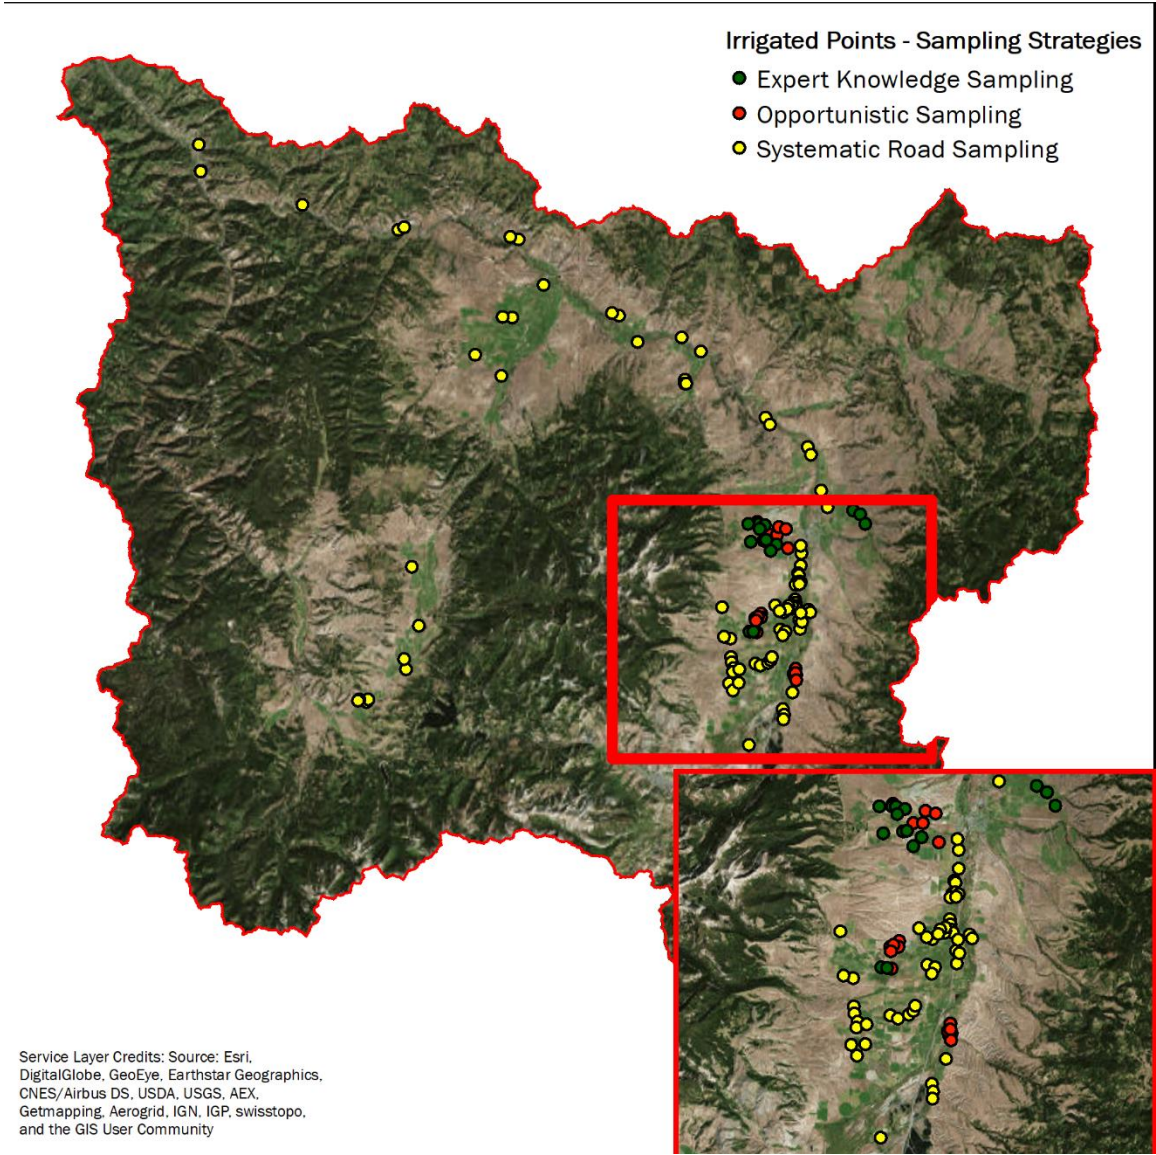 Irrigated Points - Sampling Strategies
Expert Knowledge Sampling
Opportunistic Sampling
Systematic Road Sampling
Service Layer Credits: Source: Esri,
DigitalGlobe, GeoEye, Earthstar Geographics,
CNES/Airbus DS, USDA, USGS, AEX,
Getmapping, Aerogrid, IGN, IGP, swisstopo,
and the GIS User Community